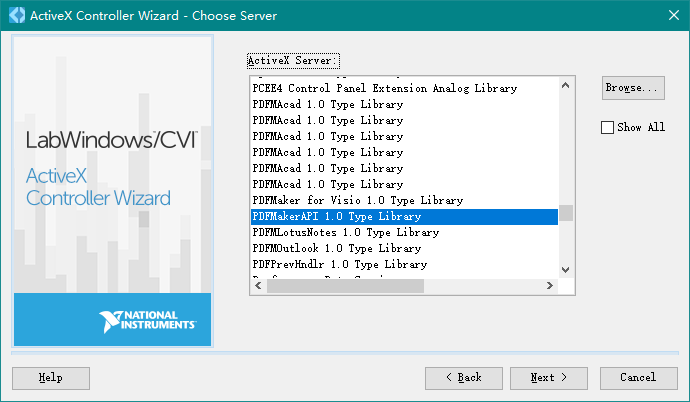 ActiveX Controller Wizard - Choose Server
LabWindows/CVI™
ActiveX
Controller Wizard
NATIONAL
INSTRUMENTS™
ActiveX Server:
PCEE4 Control Panel Extension Analog Library
PDFMAcad 1.0 Type Library
PDFMAcad 1.0 Type Library
PDFMAcad 1.0 Type Library
PDFMAcad 1.0 Type Library
PDFMAcad 1.0 Type Library
PDFMAcad 1.0 Type Library
PDFMaker for Visio 1.0 Type Library
PDFMakerAPI 1.0 Type Library
PDFMLotusNotes 1.0 Type Library
PDFMOutlook 1.0 Type Library
PDFPrevHndlr 1.0 Type Library
Browse...
Show All
Help
< Back
Next >
Cancel